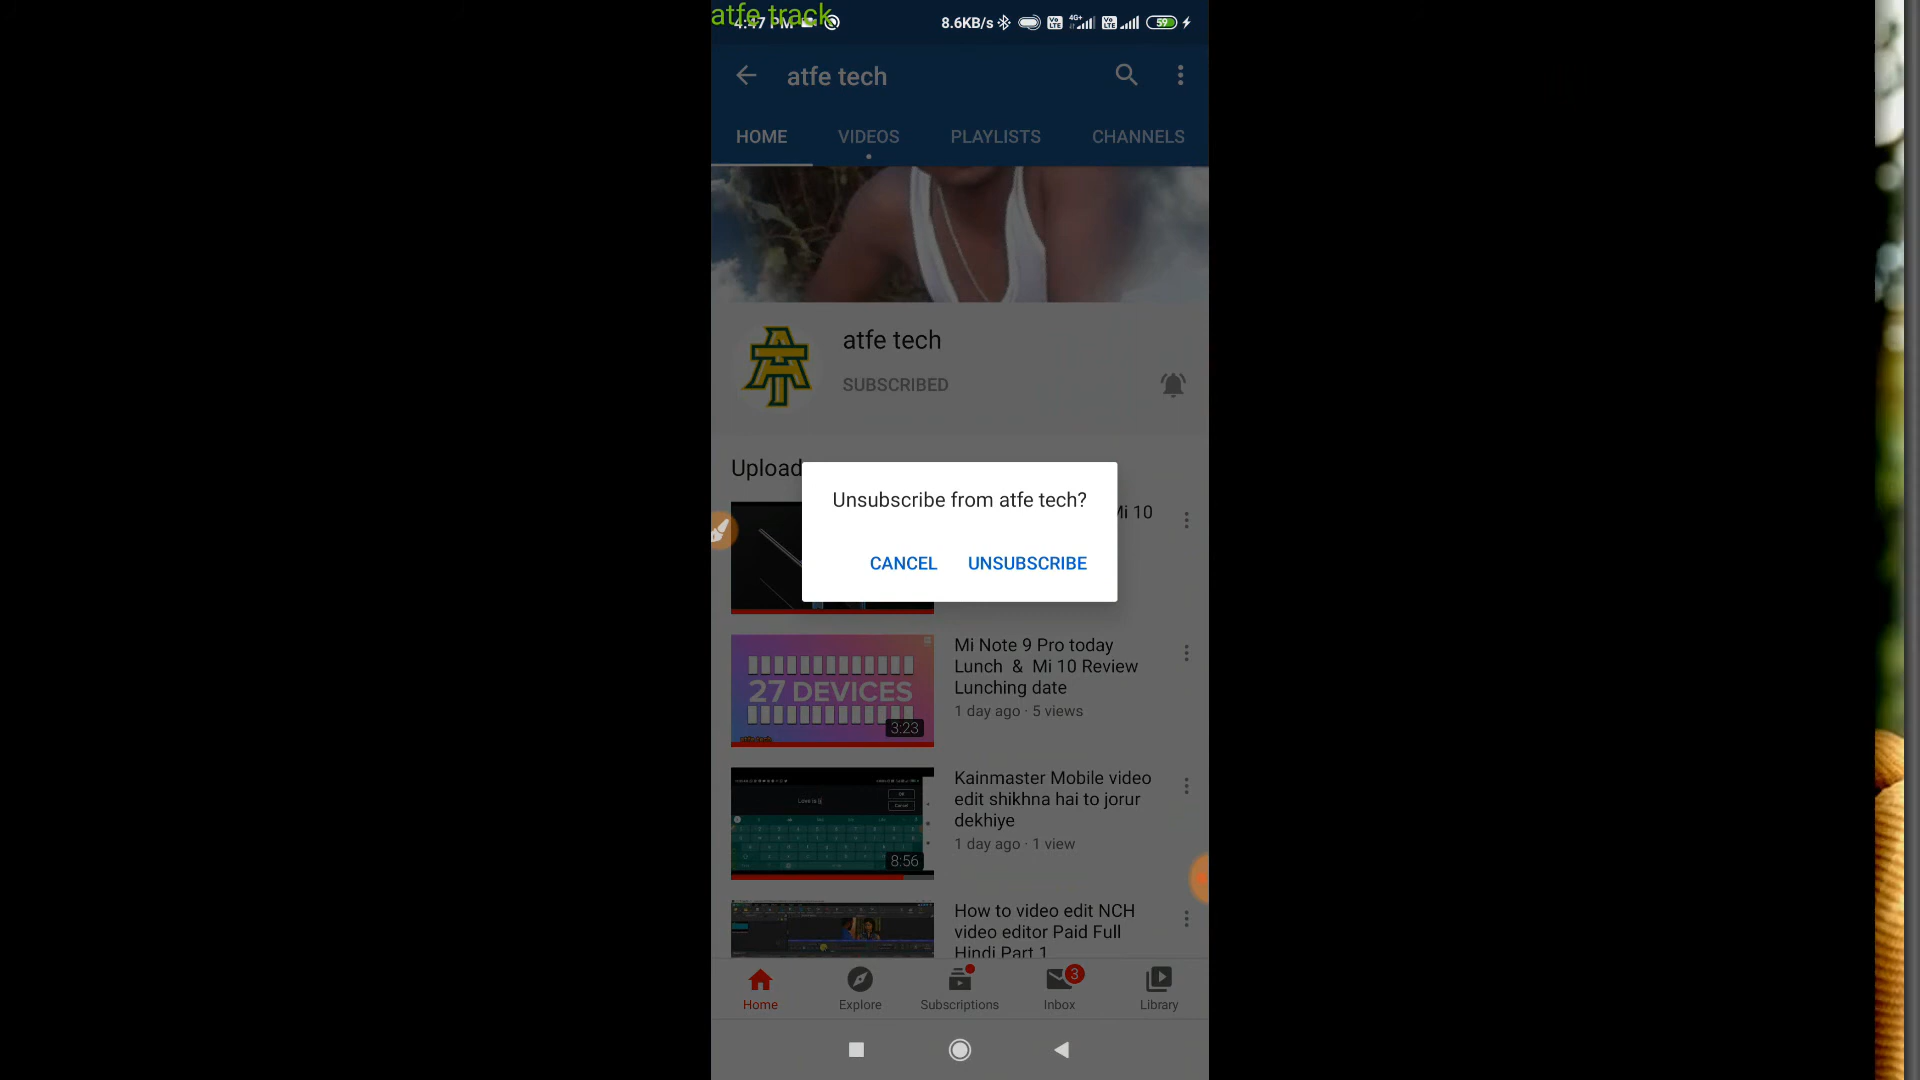 atfe track
4:47 PM
8.6KB/s
4G+
59
atfe tech
HOME
VIDEOS
PLAYLISTS
CHANNELS
atfe tech
SUBSCRIBED
Upload
Unsubscribe from atfe tech?
CANCEL
UNSUBSCRIBE
Mi 10
27 DEVICES
3:23
Mi Note 9 Pro today
Lunch & Mi 10 Review
Lunching date
1 day ago · 5 views
8:56
Kainmaster Mobile video
edit shikhna hai to jorur
dekhiye
1 day ago · 1 view
How to video edit NCH
video editor Paid Full
Hindi Part 1
Home
Explore
Subscriptions
3
Inbox
Library